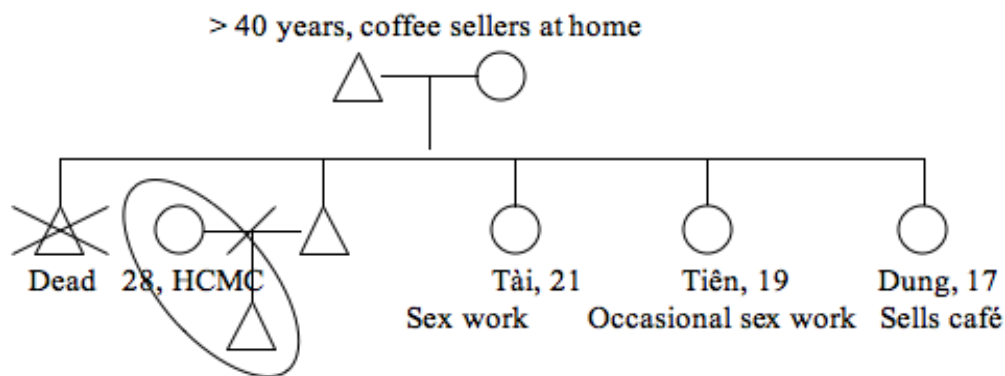 > 40 years, coffee sellers at home
Dead 28, HCMC Tài, 21 Tiên, 19 Dung, 17
Sex work Occasional sex work Sells café